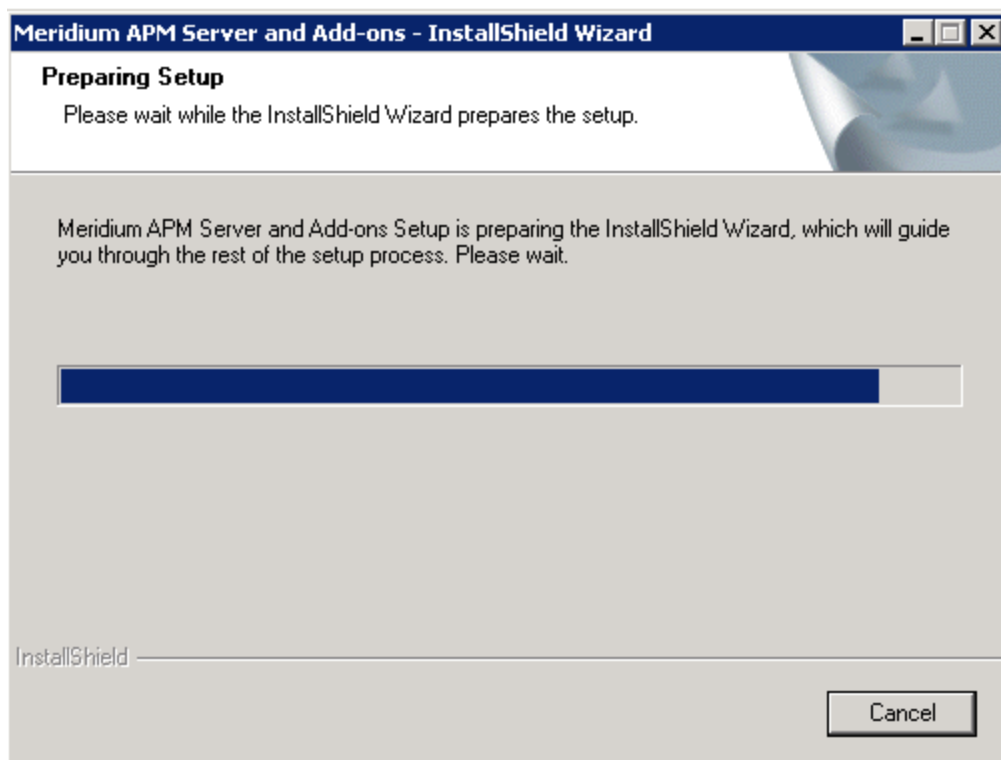 Meridium APM Server and Add-ons - InstallShield Wizard
Preparing Setup
Please wait while the InstallShield Wizard prepares the setup.
Meridium APM Server and Add-ons Setup is preparing the InstallShield Wizard, which will guide
you through the rest of the setup process. Please wait.
InstallShield
Cancel